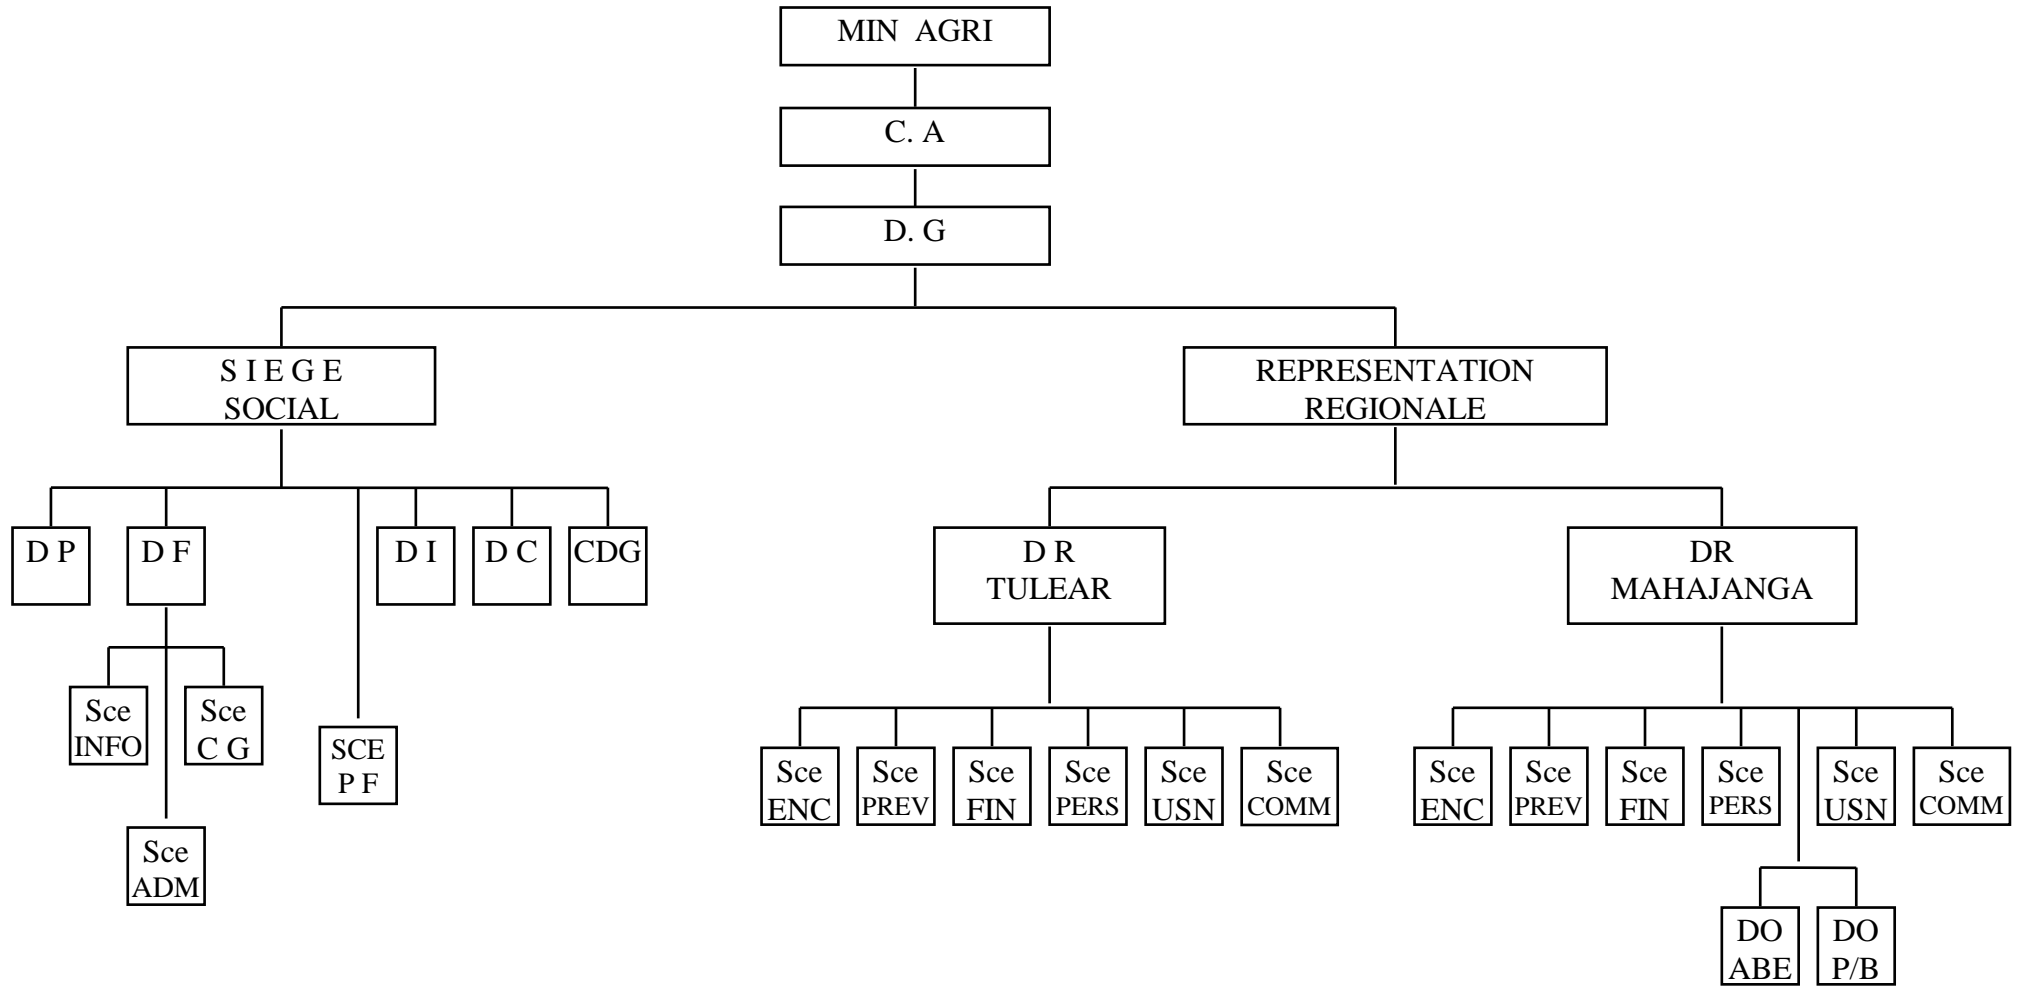 MIN AGRI
C. A
D. G
S I E G E
SOCIAL
REPRESENTATION
REGIONALE
D P
D F
D I
D C
CDG
D R
TULEAR
DR
MAHAJANGA
Sce
INFO
Sce
C G
SCE
P F
Sce
ADM
Sce
ENC
Sce
PREV
Sce
FIN
Sce
PERS
Sce
USN
Sce
COMM
Sce
ENC
Sce
PREV
Sce
FIN
Sce
PERS
Sce
USN
Sce
COMM
DO
ABE
DO
P/B